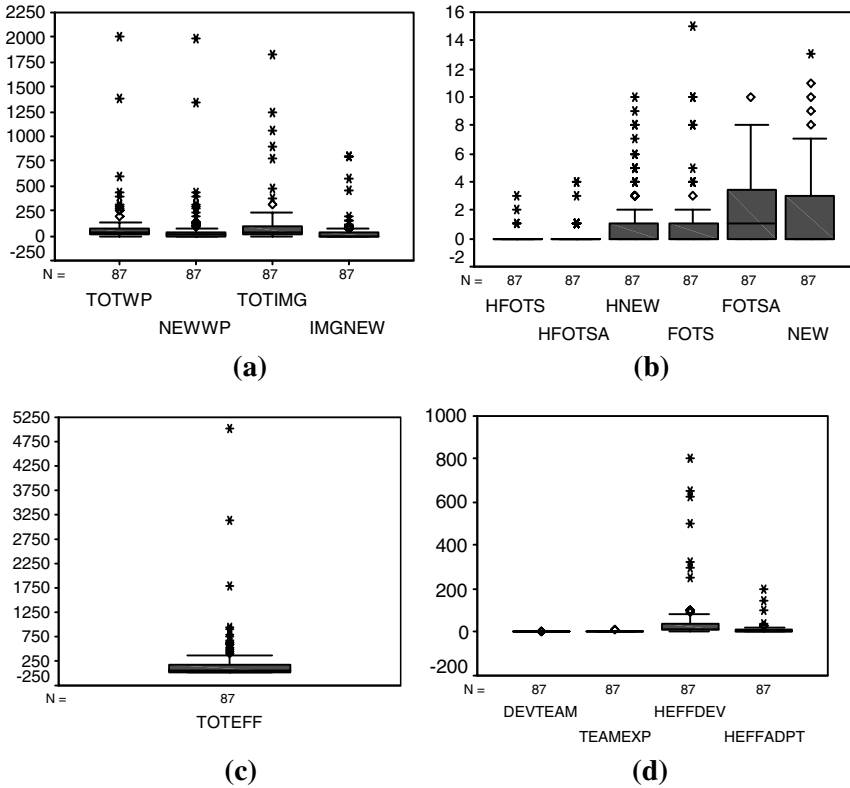 2250
2000
1750
1500
1250
1000
750
500
250
0
-250
N = 87 87 87 87
TOTWP TOTIMG
NEWWP IMGNEW
(a)
16
14
12
10
8
6
4
2
0
-2
N = 87 87 87 87 87 87
HFOTS HNEW FOTSA
HFOTSA FOTS NEW
(b)
5250
4750
4250
3750
3250
2750
2250
1750
1250
750
250
-250
N = 87
TOTEFF
(c)
1000
800
600
400
200
0
-200
N = 87 87 87 87
DEVTEAM HEFFDEV
TEAMEXP HEFFADPT
(d)